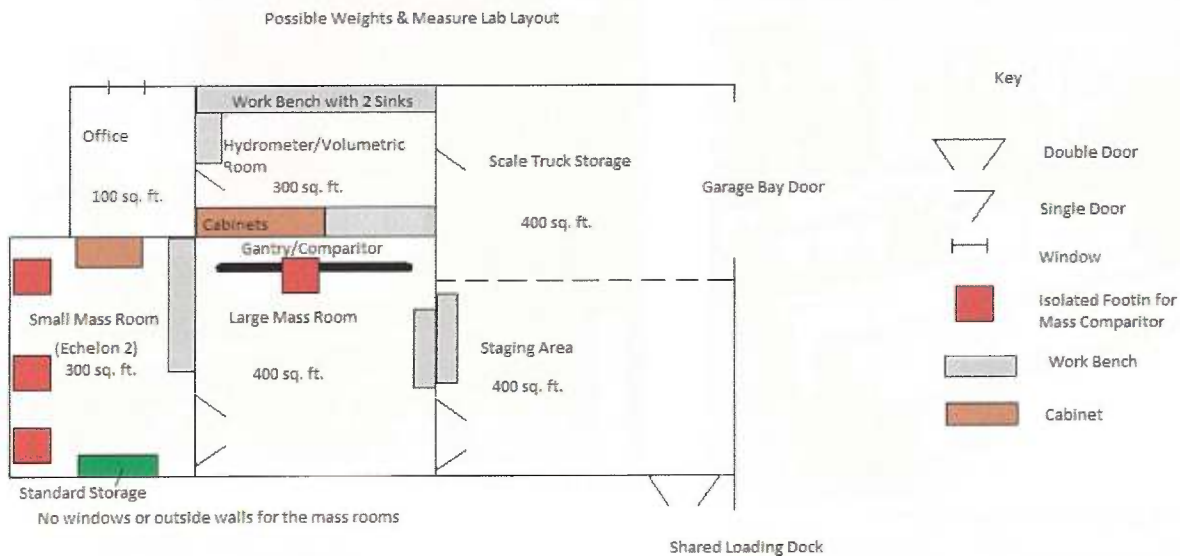 Possible Weights & Measure Lab Layout
Key
Work Bench with 2 Sinks
Office
100 sq. ft.
Hydrometer/Volumetric
Room
300 sq. ft.
Cabinets
Scale Truck Storage
400 sq. ft.
Garage Bay Door
Double Door
Single Door
Window
Isolated Footin for
Mass Comparitor
Work Bench
Cabinet
Gantry/Comparitor
Small Mass Room
(Echelon 2)
300 sq. ft.
Large Mass Room
400 sq. ft.
Staging Area
400 sq. ft.
Standard Storage
No windows or outside walls for the mass rooms
Shared Loading Dock